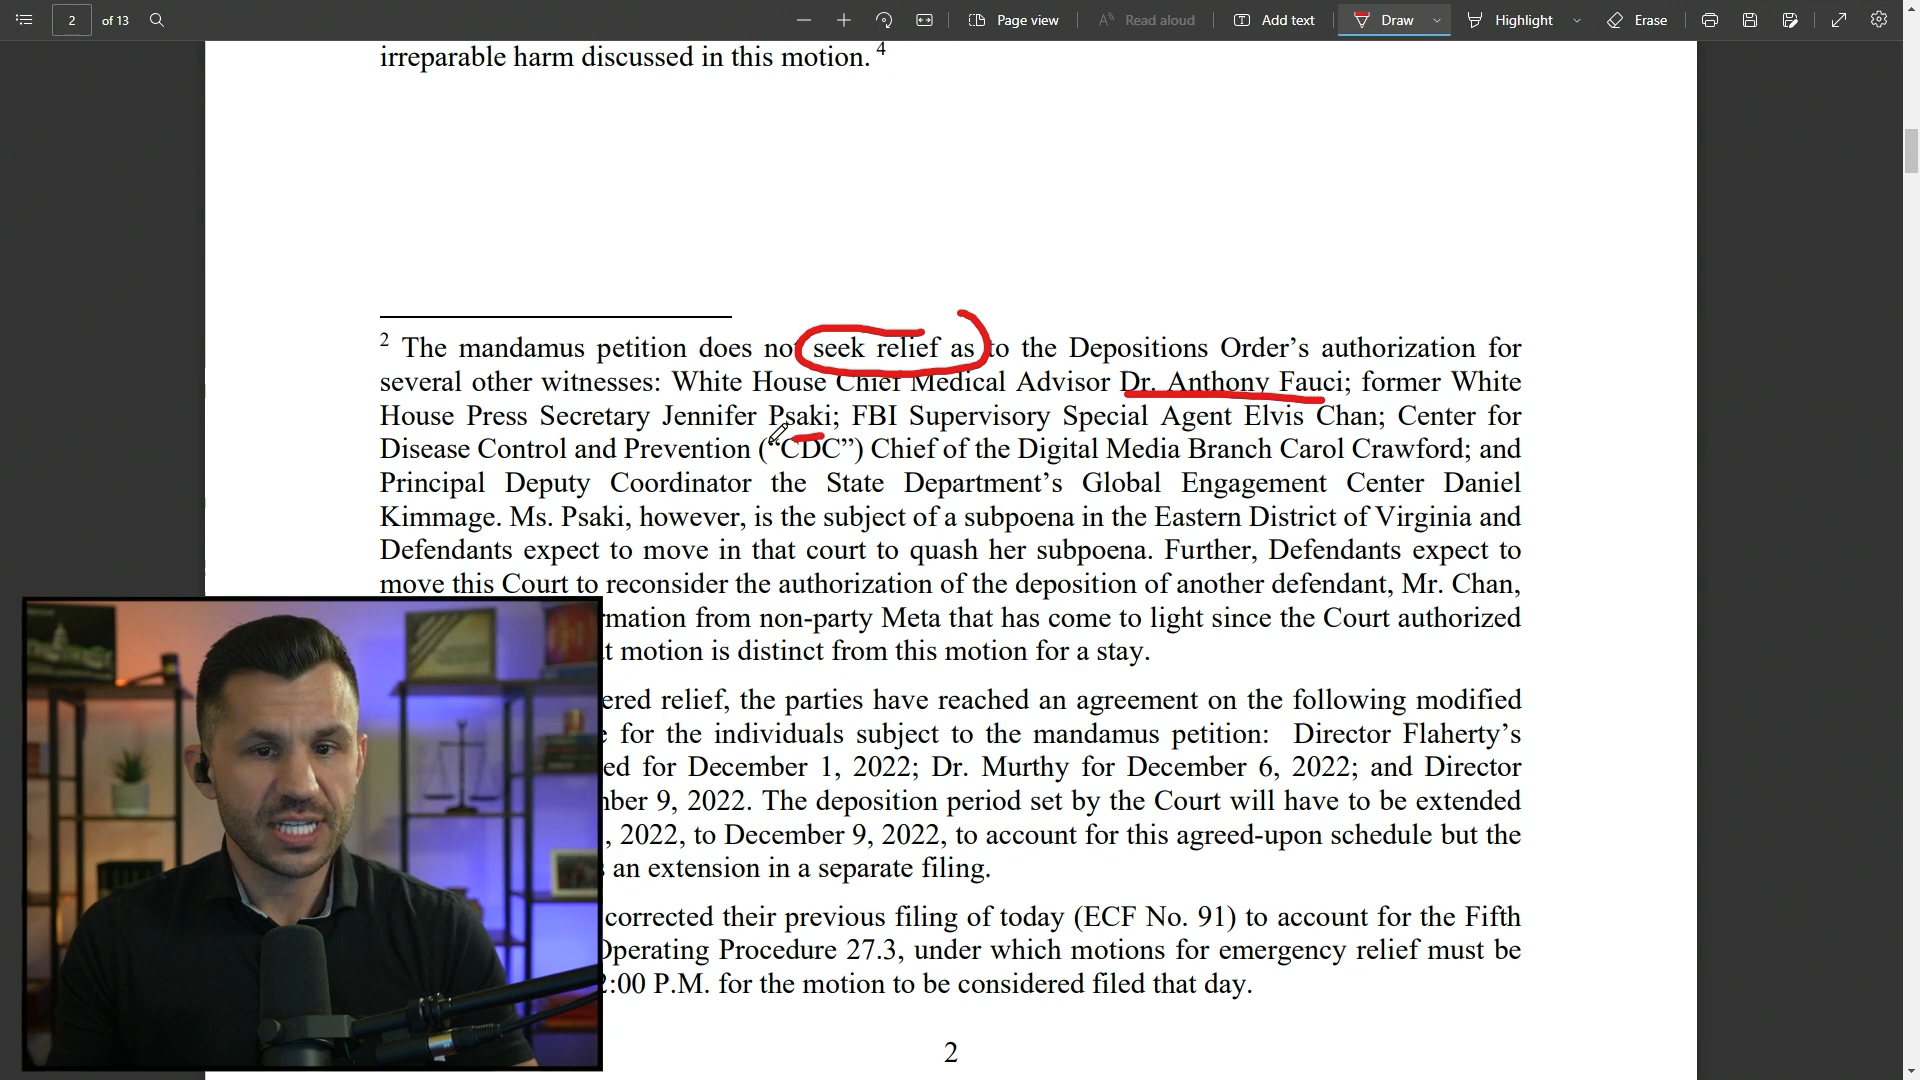 2 of 13 Page view Read aloud Add text Draw Highlight Erase
irreparable harm discussed in this motion. 4
2 The mandamus petition does not seek relief as to the Depositions Order’s authorization for
several other witnesses: White House Chief Medical Advisor Dr. Anthony Fauci; former White
House Press Secretary Jennifer Psaki; FBI Supervisory Special Agent Elvis Chan; Center for
Disease Control and Prevention (“CDC”) Chief of the Digital Media Branch Carol Crawford; and
Principal Deputy Coordinator the State Department’s Global Engagement Center Daniel
Kimmage. Ms. Psaki, however, is the subject of a subpoena in the Eastern District of Virginia and
Defendants expect to move in that court to quash her subpoena. Further, Defendants expect to
move this Court to reconsider the authorization of the deposition of another defendant, Mr. Chan,
rmation from non-party Meta that has come to light since the Court authorized
t motion is distinct from this motion for a stay.
ered relief, the parties have reached an agreement on the following modified
for the individuals subject to the mandamus petition: Director Flaherty’s
ed for December 1, 2022; Dr. Murthy for December 6, 2022; and Director
ber 9, 2022. The deposition period set by the Court will have to be extended
, 2022, to December 9, 2022, to account for this agreed-upon schedule but the
an extension in a separate filing.
corrected their previous filing of today (ECF No. 91) to account for the Fifth
Operating Procedure 27.3, under which motions for emergency relief must be
:00 P.M. for the motion to be considered filed that day.
2